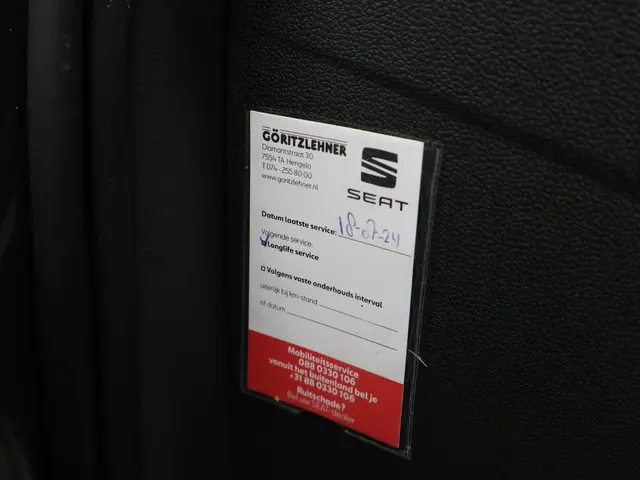 GÖRITZLEHNER
Diamantstraat 30
7554 TA Hengelo
T 074 - 255 80 00
www.goritzlehner.nl
SEAT
Datum laatste service: 18-07-24
Volgende service:
Longlife service
Volgens vaste onderhouds interval
uiterlijk bij km-stand
of datum
Mobiliteitsservice
088 0330 106
vanuit het buitenland bel je
+31 88 0330 106
Ruitschade?
Bel uw SEAT-dealer